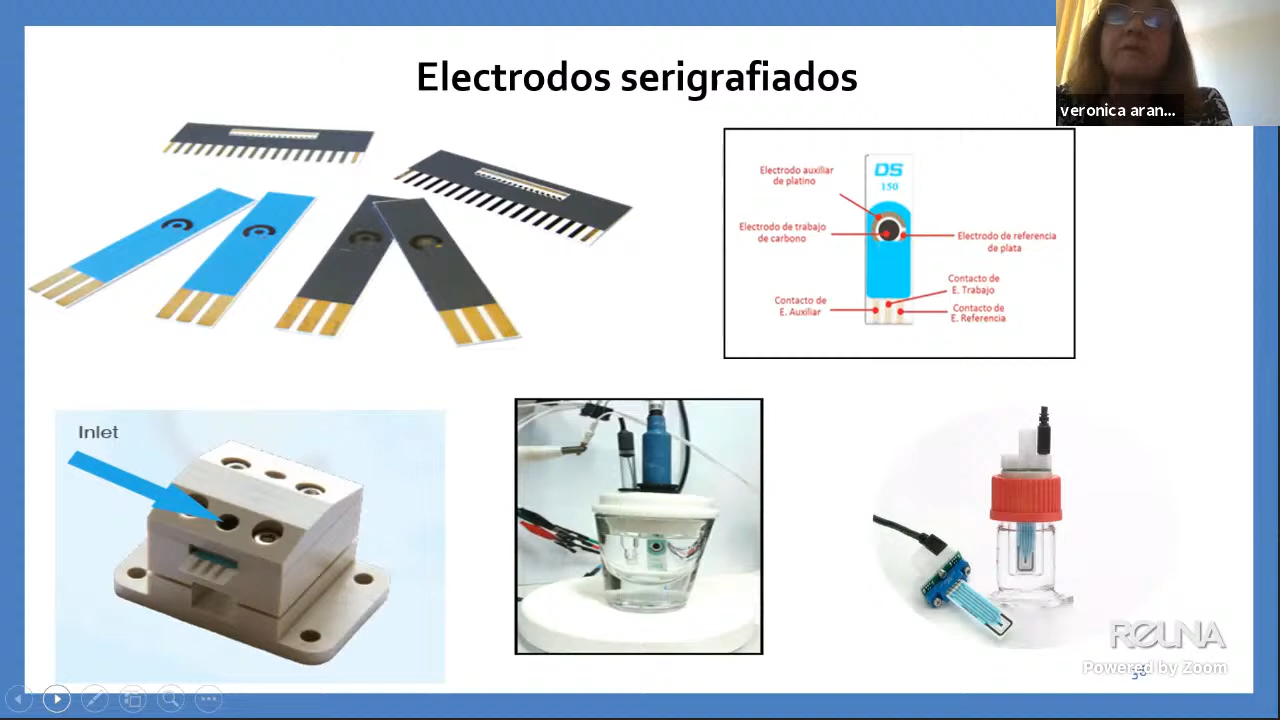 Electrodos serigrafiados
veronica aran...
Electrodo auxiliar
de platino
DS
150
Electrodo de trabajo
de carbono
Electrodo de referencia
de plata
Contacto de
E. Trabajo
Contacto de
E. Auxiliar
Contacto de
E. Referencia
Inlet
REUNA
Powered by Zoom